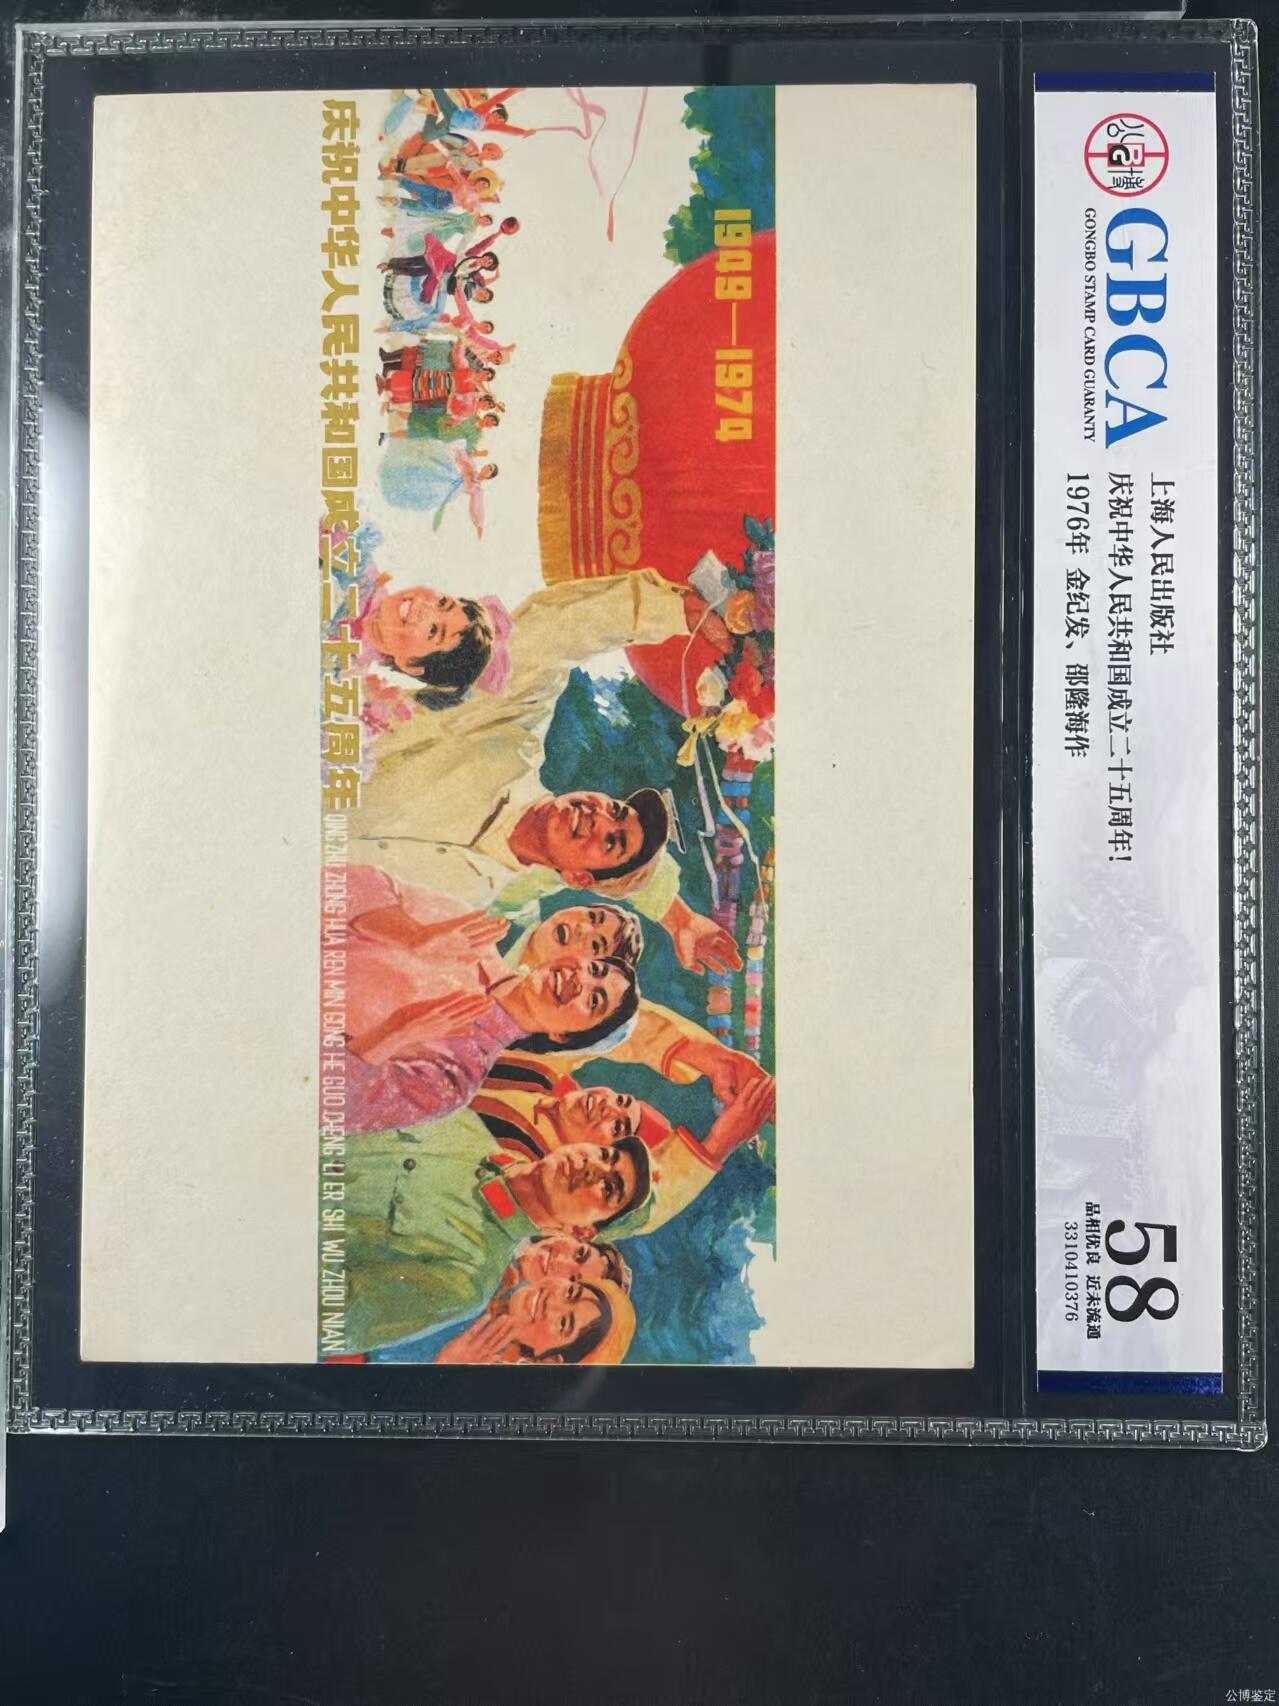 公博
GBCA
GONGBO STAMP CARD GUARANTY
上海人民出版社
庆祝中华人民共和国成立二十五周年!
1976年 金纪发、邵隆海作
58
品相优良 近未流通
3310410376
1949—1974
庆祝中华人民共和国成立二十五周年
QING ZHU ZHONG HUA REN MIN GONG HE GUO CHENG LI ER SHI WU ZHOU NIAN
公博鉴定